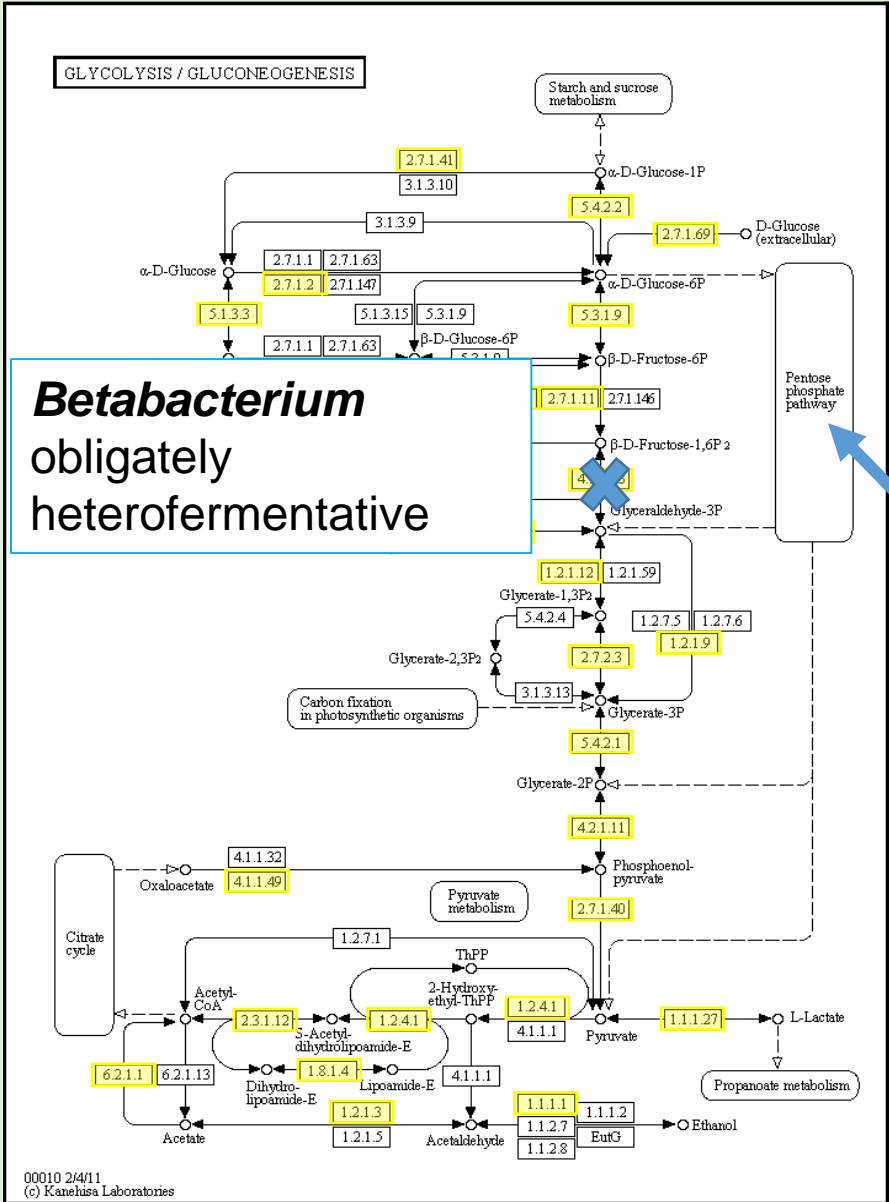 GLYCOLYSIS / GLUCONEOGENESIS
Starch and sucrose
metabolism
2.7.1.41
3.1.3.10
α-D-Glucose-1P
5.4.2.2
3.1.3.9
2.7.1.69
D-Glucose
(extracellular)
α-D-Glucose
2.7.1.1
2.7.1.63
2.7.1.2
2.7.1.147
α-D-Glucose-6P
5.1.3.3
5.1.3.15
5.3.1.9
5.3.1.9
β-D-Glucose-6P
2.7.1.1
2.7.1.63
5.3.1.9
β-D-Fructose-6P
Pentose
phosphate
pathway
Betabacterium
obligately
heterofermentative
2.7.1.11
2.7.1.146
β-D-Fructose-1,6P2
Glyceraldehyde-3P
1.2.1.12
1.2.1.59
Glycerate-1,3P2
5.4.2.4
1.2.7.5
1.2.7.6
1.2.1.9
Glycerate-2,3P2
2.7.2.3
3.1.3.13
Carbon fixation
in photosynthetic organisms
Glycerate-3P
5.4.2.1
Glycerate-2P
4.2.1.11
4.1.1.32
4.1.1.49
Oxaloacetate
Phosphoenol-
pyruvate
Pyruvate
metabolism
2.7.1.40
Citrate
cycle
1.2.7.1
ThPP
2-Hydroxy-
ethyl-ThPP
Acetyl-
CoA
2.3.1.12
S-Acetyl-
dihydrolipoamide-E
1.2.4.1
1.2.4.1
4.1.1.1
Pyruvate
1.1.1.27
L-Lactate
6.2.1.1
6.2.1.13
Dihydro-
lipoamide-E
1.8.1.4
Lipoamide-E
4.1.1.1
Propanoate metabolism
1.2.1.3
1.2.1.5
Acetate
Acetaldehyde
1.1.1.1
1.1.2.7
1.1.2.8
1.1.1.2
EutG
Ethanol
00010 2/4/11
(c) Kanehisa Laboratories